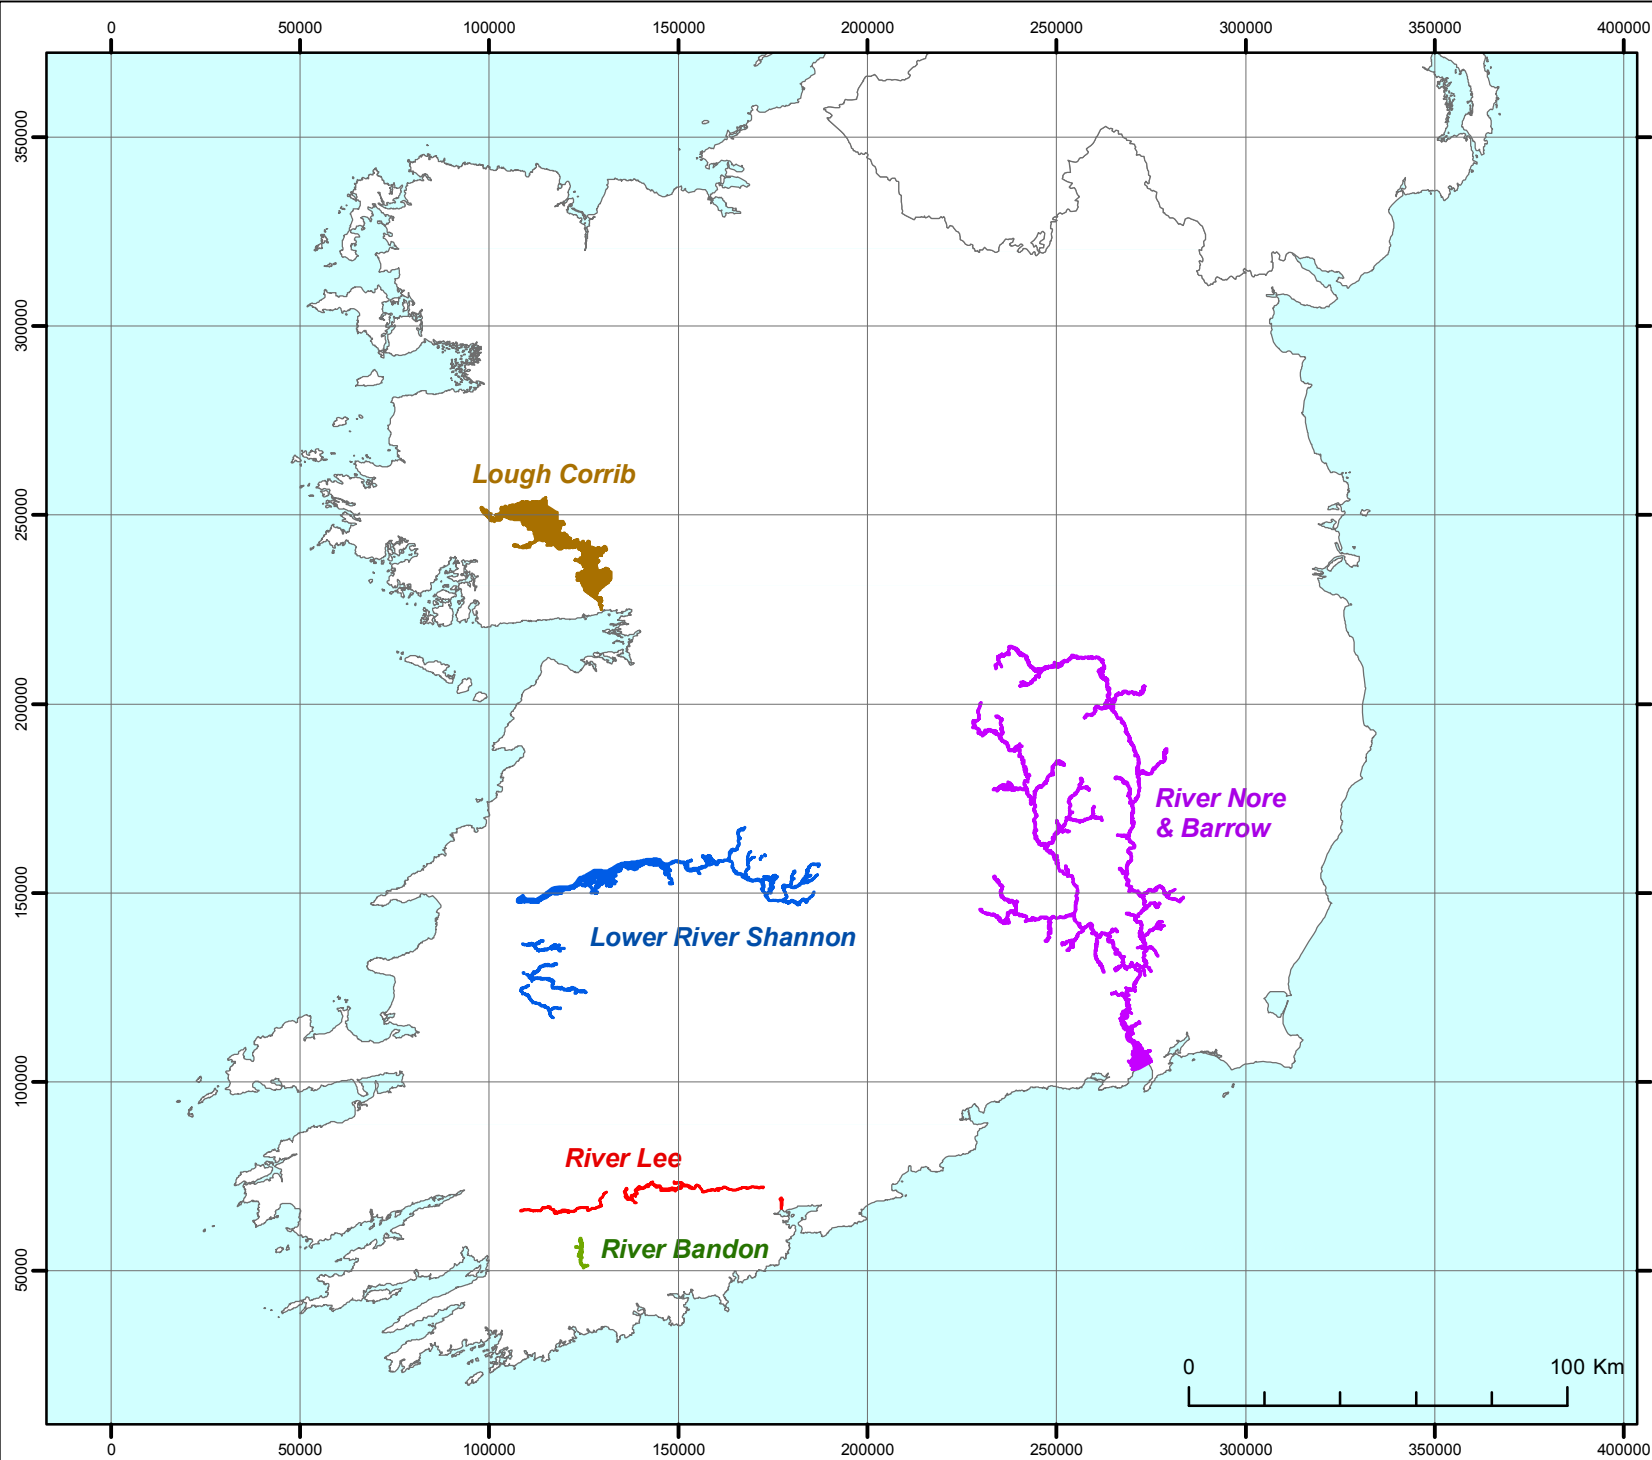 0 50000 100000 150000 200000 250000 300000 350000 400000
350000
300000
250000
200000
150000
100000
50000
Lough Corrib
River Nore
& Barrow
Lower River Shannon
River Lee
River Bandon
0 100 Km
0 50000 100000 150000 200000 250000 300000 350000 400000